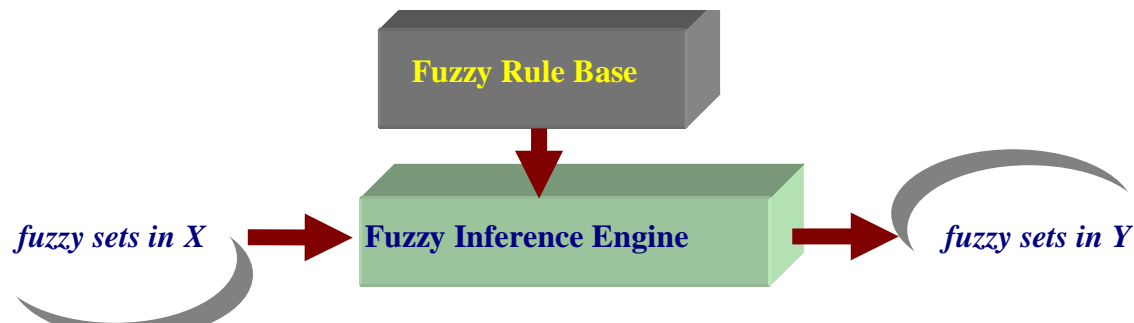 Fuzzy Rule Base
fuzzy sets in X
Fuzzy Inference Engine
fuzzy sets in Y